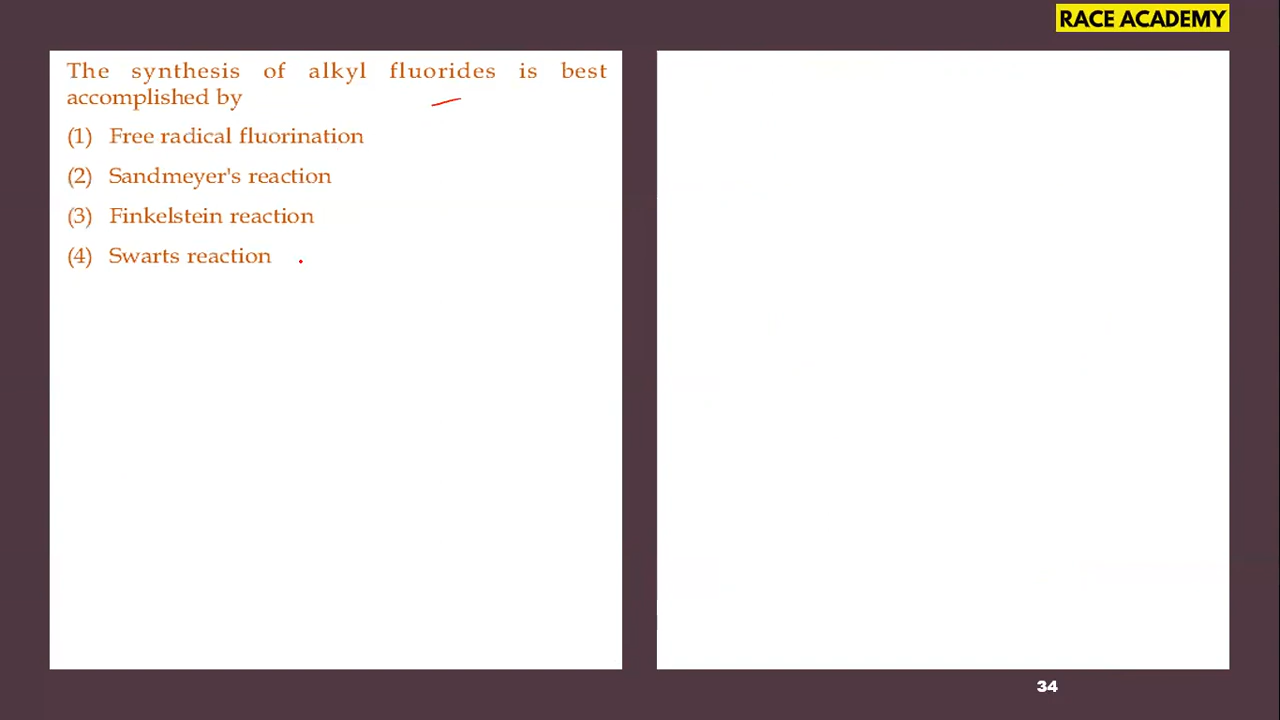 RACE ACADEMY
The synthesis of alkyl fluorides is best
accomplished by
(1) Free radical fluorination
(2) Sandmeyer's reaction
(3) Finkelstein reaction
(4) Swarts reaction
34